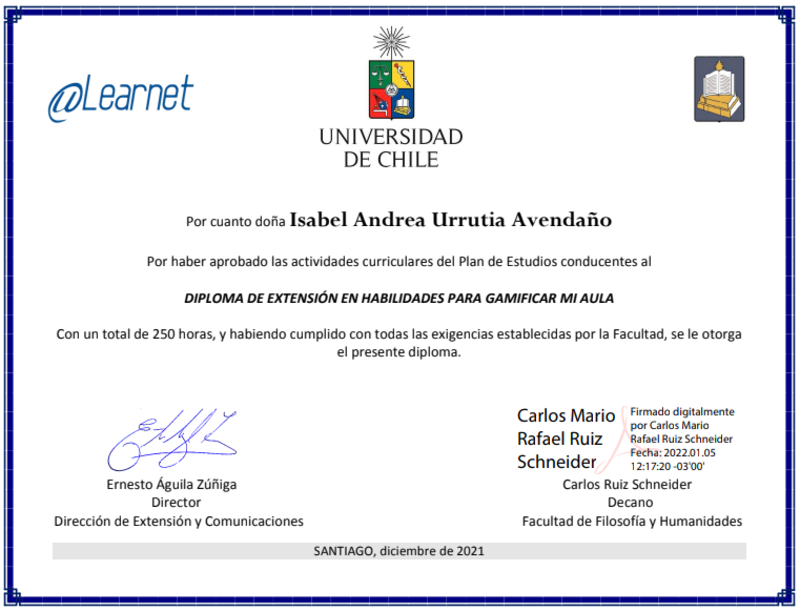 @Learnet
UNIVERSIDAD
DE CHILE
Por cuanto doña Isabel Andrea Urrutia Avendaño
Por haber aprobado las actividades curriculares del Plan de Estudios conducentes al
DIPLOMA DE EXTENSIÓN EN HABILIDADES PARA GAMIFICAR MI AULA
Con un total de 250 horas, y habiendo cumplido con todas las exigencias establecidas por la Facultad, se le otorga
el presente diploma.
Ernesto Águila Zúñiga
Director
Dirección de Extensión y Comunicaciones
Carlos Mario
Rafael Ruiz
Schneider
Firmado digitalmente
por Carlos Mario
Rafael Ruiz Schneider
Fecha: 2022.01.05
12:17:20 -03'00'
Carlos Ruiz Schneider
Decano
Facultad de Filosofía y Humanidades
SANTIAGO, diciembre de 2021